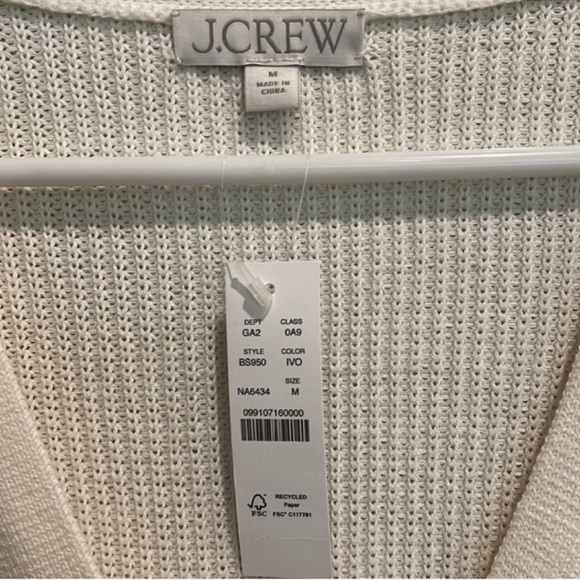 J.CREW
M
MADE IN
CHINA
DEPT CLASS
GA2 0A9
STYLE COLOR
BS950 IVO
SIZE
NA6434 M
099107160000
FSC
RECYCLED
Paper
FSC® C117761